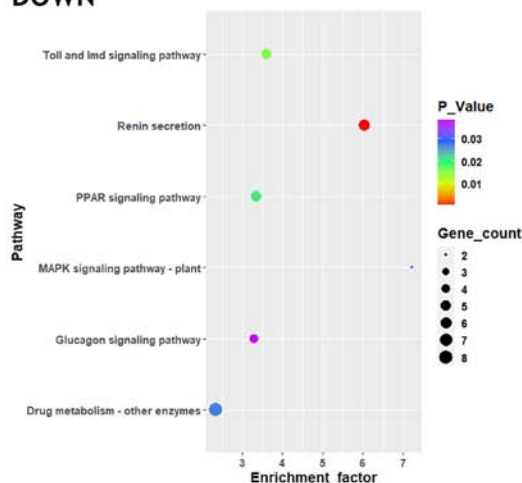 DOWN
Toll and Imd signaling pathway
Renin secretion
PPAR signaling pathway
MAPK signaling pathway - plant
Glucagon signaling pathway
Drug metabolism - other enzymes
Pathway
3 4 5 6 7
Enrichment_factor
P_Value
0.03
0.02
0.01
Gene_count
2
3
4
5
6
7
8